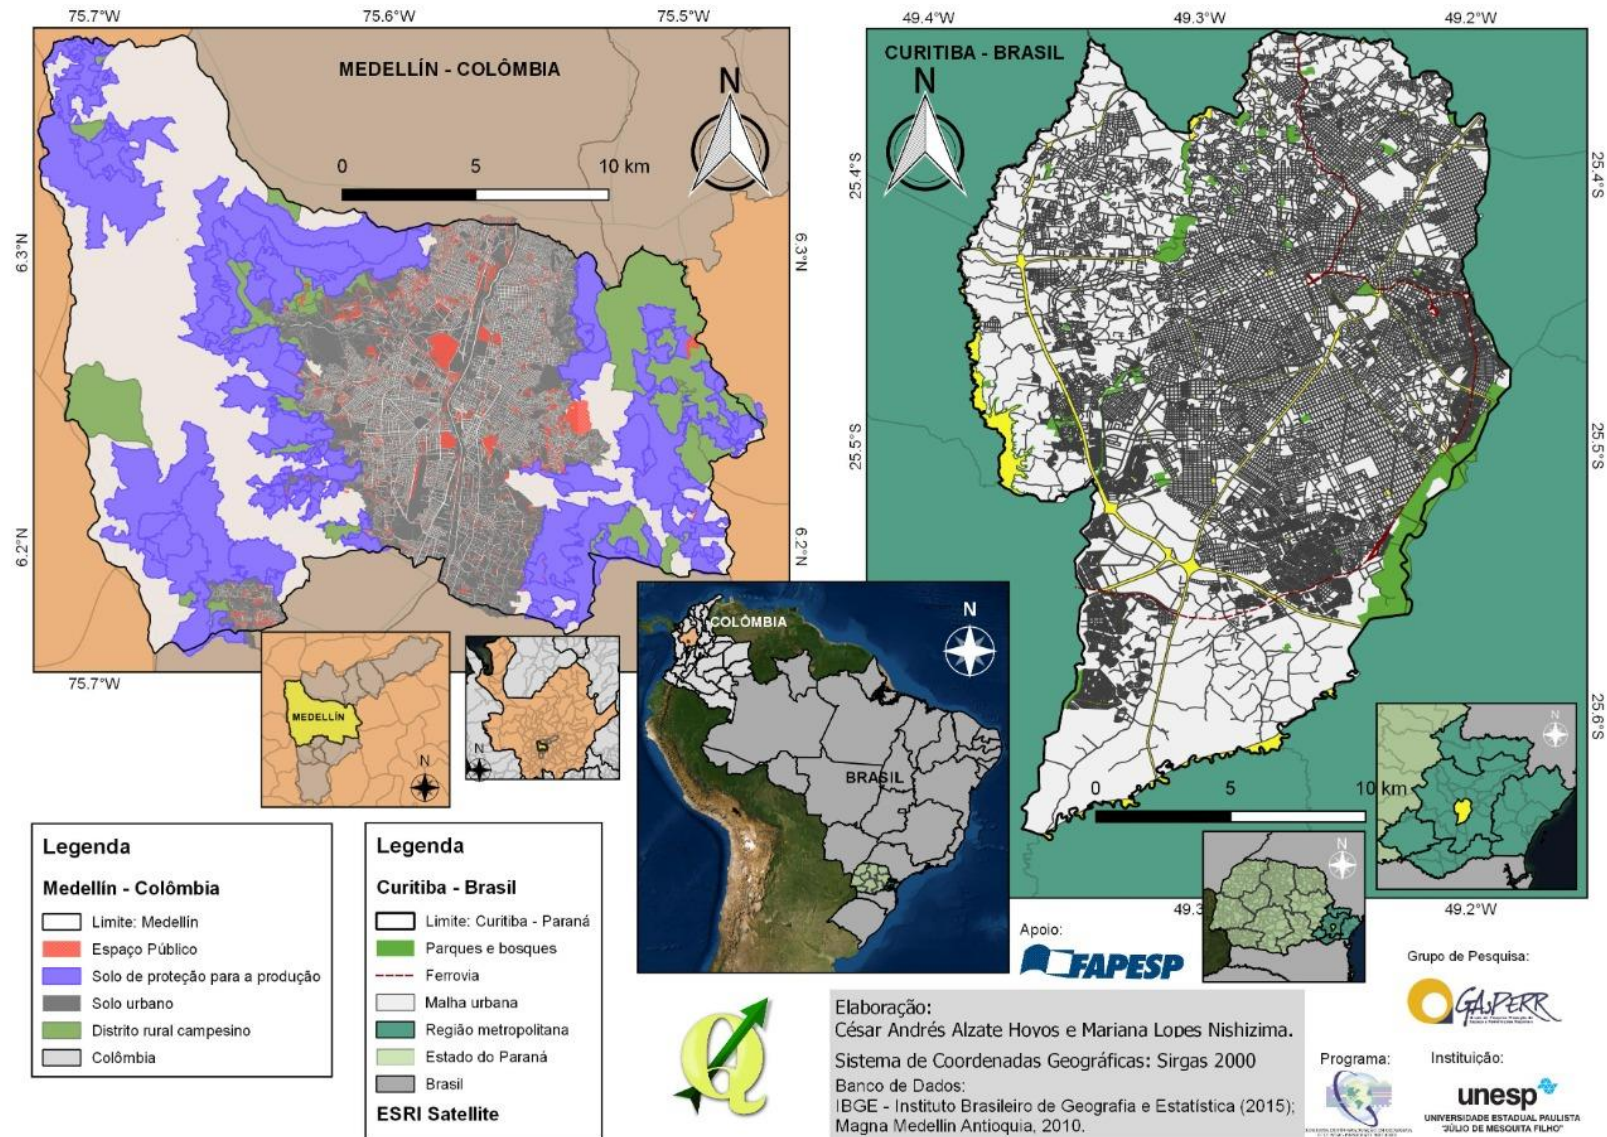 75.7°W
75.6°W
75.5°W
49.4°W
49.3°W
49.2°W
MEDELLÍN - COLÔMBIA
CURITIBA - BRASIL
N
N
0 5 10 km
25.4°S
25.4°S
6.3°N
6.3°N
25.5°S
25.5°S
6.2°N
6.2°N
75.7°W
COLÔMBIA
N
BRASIL
MEDELLÍN
N
N
25.6°S
0 5 10 km
N
N
49.3
49.2°W
Legenda
Medellín - Colômbia
Limite: Medellín
Espaço Público
Solo de proteção para a produção
Solo urbano
Distrito rural campesino
Colômbia
Legenda
Curitiba - Brasil
Limite: Curitiba - Paraná
Parques e bosques
Ferrovia
Malha urbana
Região metropolitana
Estado do Paraná
Brasil
ESRI Satellite
Apoio:
FAPESP
Elaboração:
César Andrés Alzate Hoyos e Mariana Lopes Nishizima.
Sistema de Coordenadas Geográficas: Sirgas 2000
Banco de Dados:
IBGE - Instituto Brasileiro de Geografia e Estatística (2015);
Magna Medellin Antioquia, 2010.
Grupo de Pesquisa:
GAsPERR
Programa:
Instituição:
unesp
UNIVERSIDADE ESTADUAL PAULISTA
"JÚLIO DE MESQUITA FILHO"